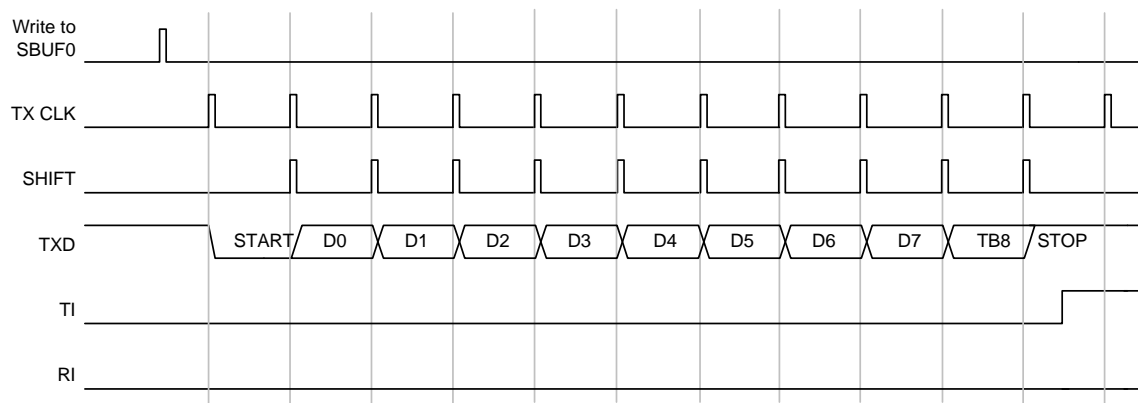 Write to
SBUF0
TX CLK
SHIFT
TXD START D0 D1 D2 D3 D4 D5 D6 D7 TB8 STOP
TI
RI